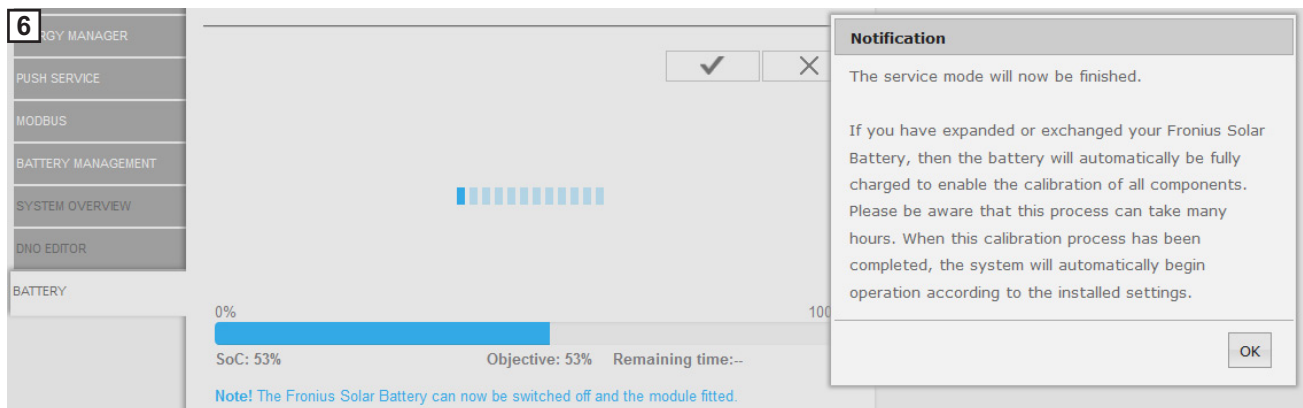 6
RGY MANAGER
PUSH SERVICE
MODBUS
BATTERY MANAGEMENT
SYSTEM OVERVIEW
DNO EDITOR
BATTERY
0% 100
SoC: 53% Objective: 53% Remaining time:--
Note! The Fronius Solar Battery can now be switched off and the module fitted.
Notification
The service mode will now be finished.
If you have expanded or exchanged your Fronius Solar
Battery, then the battery will automatically be fully
charged to enable the calibration of all components.
Please be aware that this process can take many
hours. When this calibration process has been
completed, the system will automatically begin
operation according to the installed settings.
OK